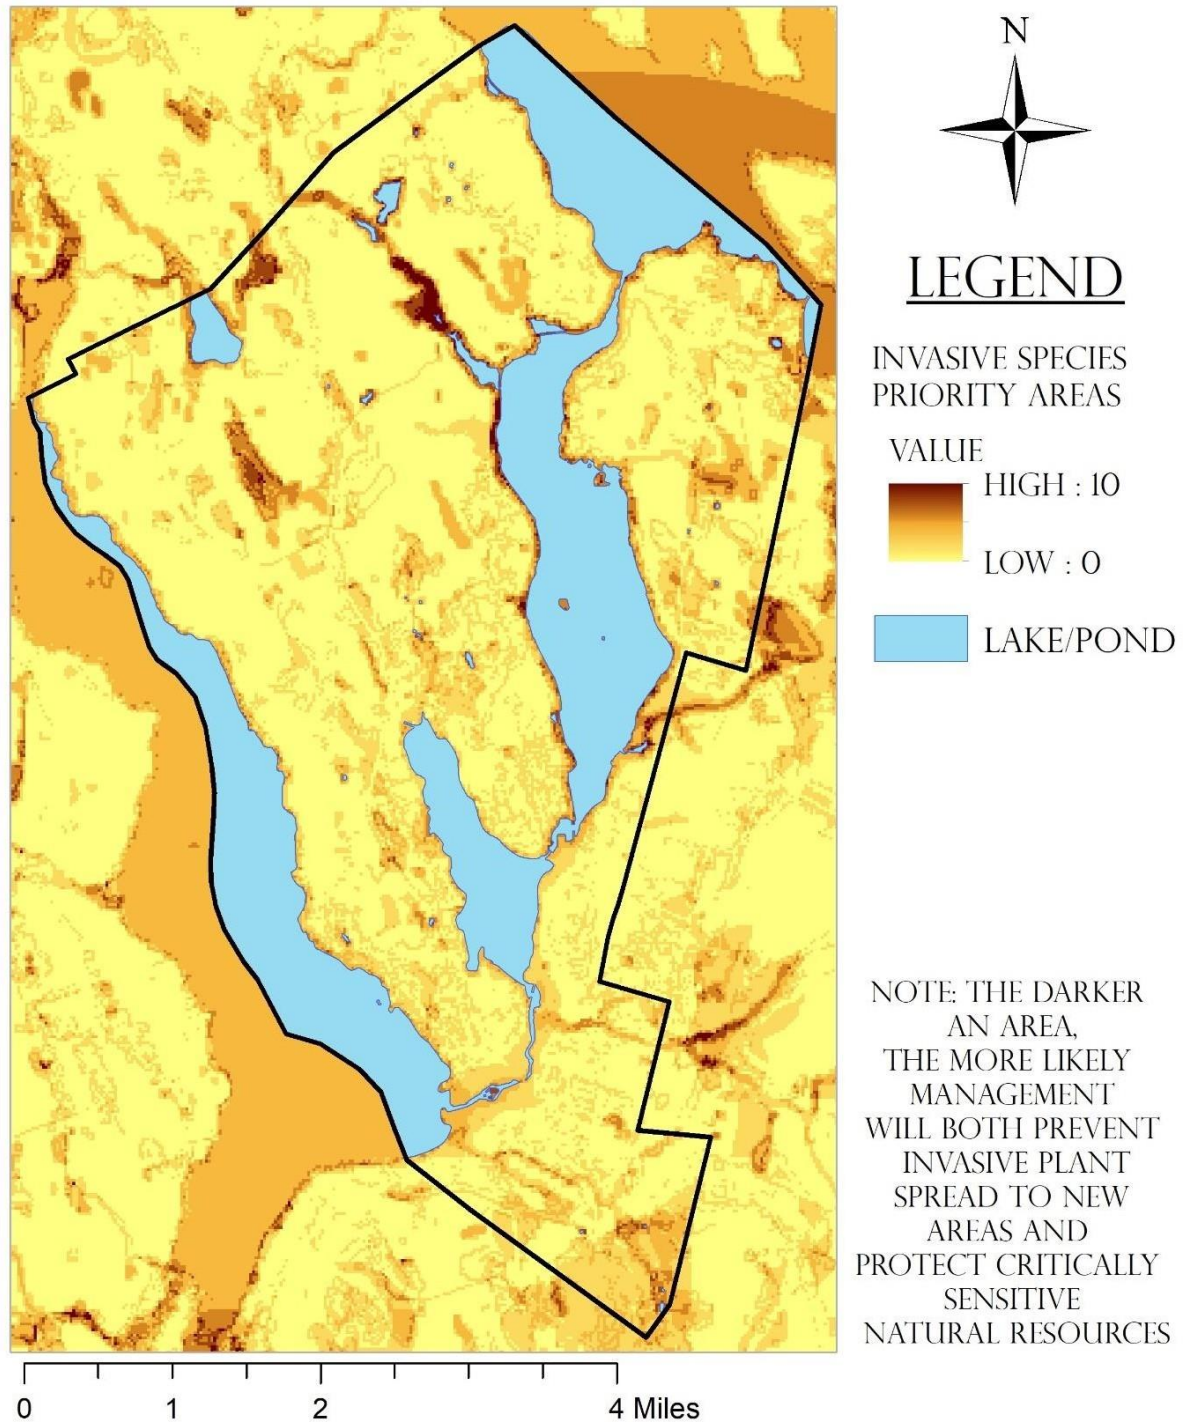 N
LEGEND
INVASIVE SPECIES
PRIORITY AREAS
VALUE
HIGH : 10
LOW : 0
LAKE/POND
NOTE: THE DARKER
AN AREA,
THE MORE LIKELY
MANAGEMENT
WILL BOTH PREVENT
INVASIVE PLANT
SPREAD TO NEW
AREAS AND
PROTECT CRITICALLY
SENSITIVE
NATURAL RESOURCES
0 1 2 4 Miles